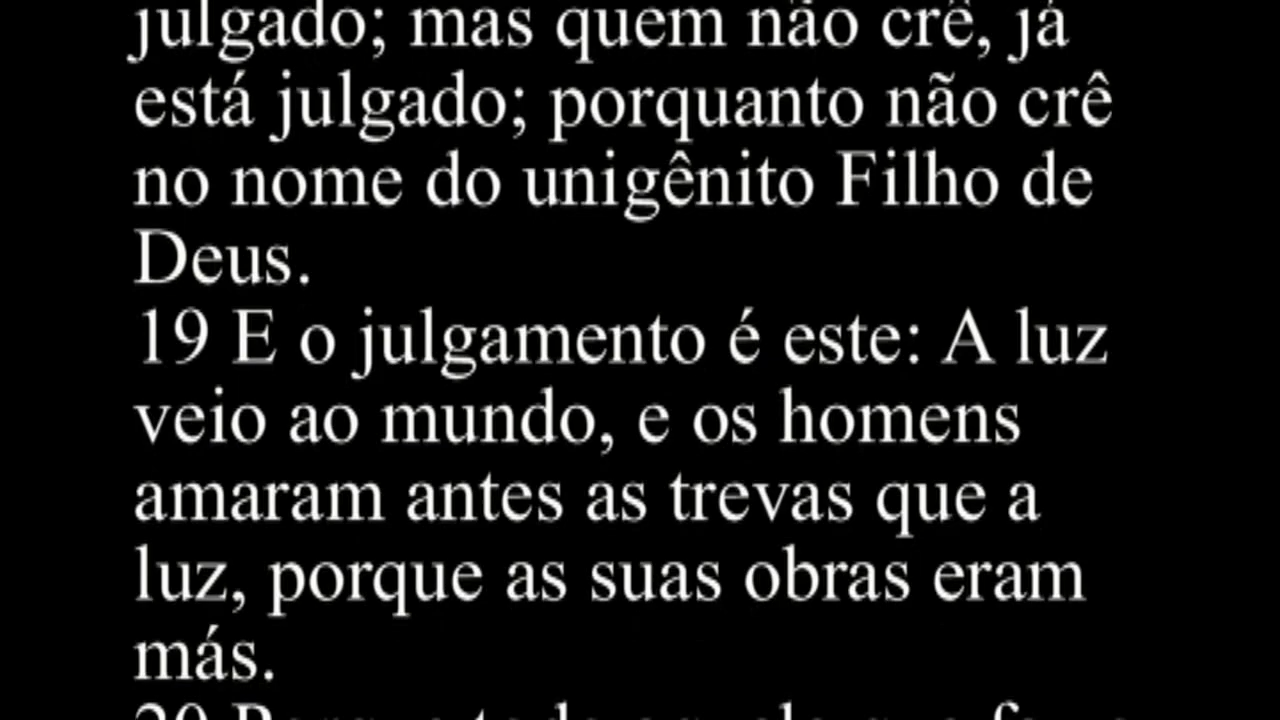 julgado; mas quem não crê, já
está julgado; porquanto não crê
no nome do unigênito Filho de
Deus.
19 E o julgamento é este: A luz
veio ao mundo, e os homens
amaram antes as trevas que a
luz, porque as suas obras eram
más.
20